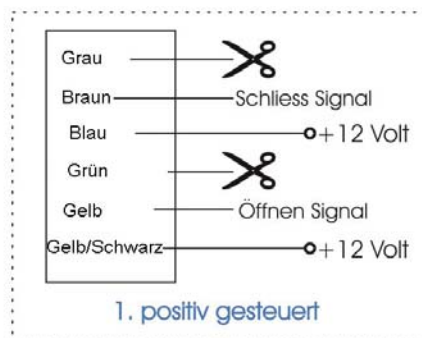 Grau
Braun Schliess Signal
Blau +12 Volt
Grün
Gelb Öffnen Signal
Gelb/Schwarz +12 Volt
1. positiv gesteuert